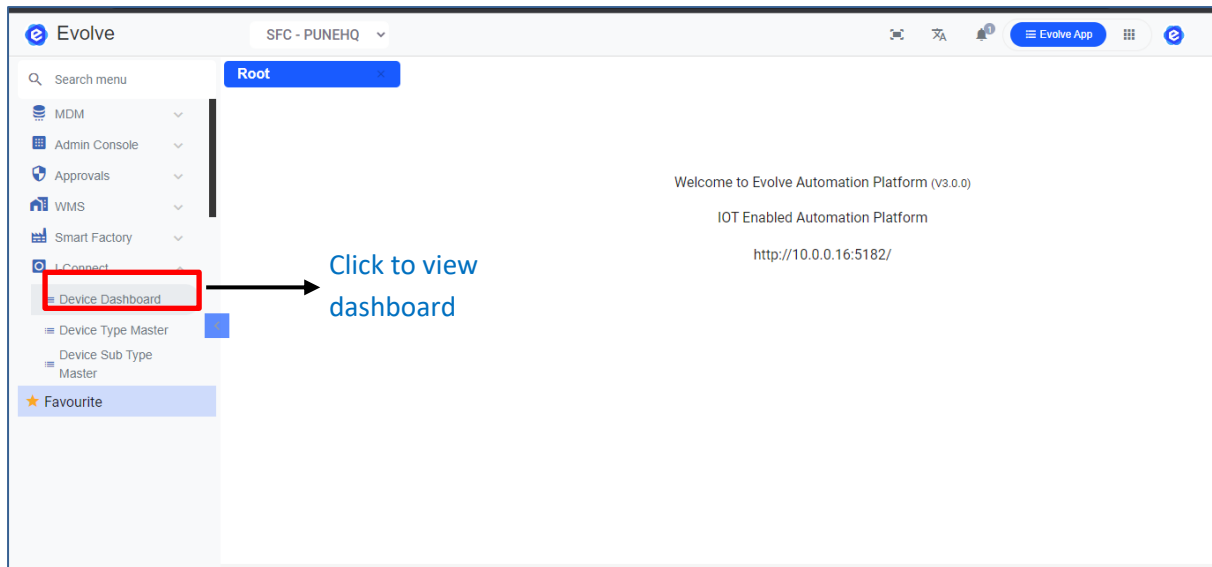 Evolve
SFC - PUNEHQ
1
Evolve App
Search menu
Root
MDM
Admin Console
Approvals
WMS
Smart Factory
I-Connect
Device Dashboard
Device Type Master
Device Sub Type
Master
Favourite
Click to view
dashboard
Welcome to Evolve Automation Platform (V3.0.0)
IOT Enabled Automation Platform
http://10.0.0.16:5182/